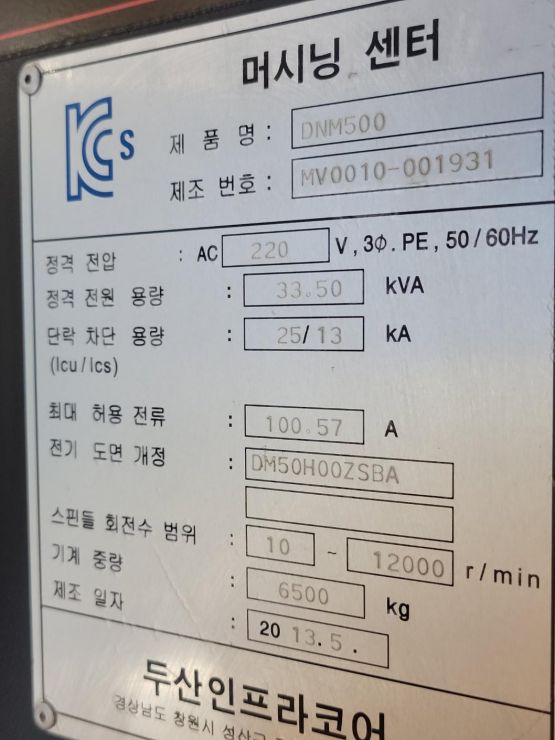 머시닝 센터
KCs
제 품 명 : DNM500
제조 번호 : MV0010-001931
정격 전압 : AC 220 V , 3Φ . PE , 50 / 60Hz
정격 전원 용량 : 33.50 kVA
단락 차단 용량 : 25/13 kA
(Icu / Ics)
최대 허용 전류 : 100.57 A
전기 도면 개정 : DM50H00ZSBA
스핀들 회전수 범위 : 10 ~ 12000 r/min
기계 중량 : 6500 kg
제조 일자 : 20 13.5 .
두산인프라코어
경상남도 창원시 성산구